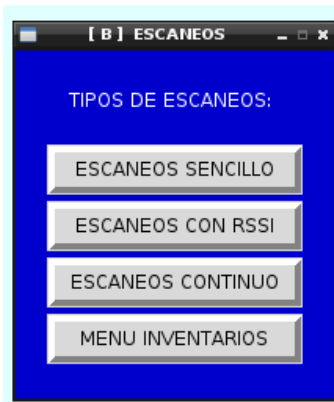 [ B ] ESCANEOS
TIPOS DE ESCANEOS:
ESCANEOS SENCILLO
ESCANEOS CON RSSI
ESCANEOS CONTINUO
MENU INVENTARIOS